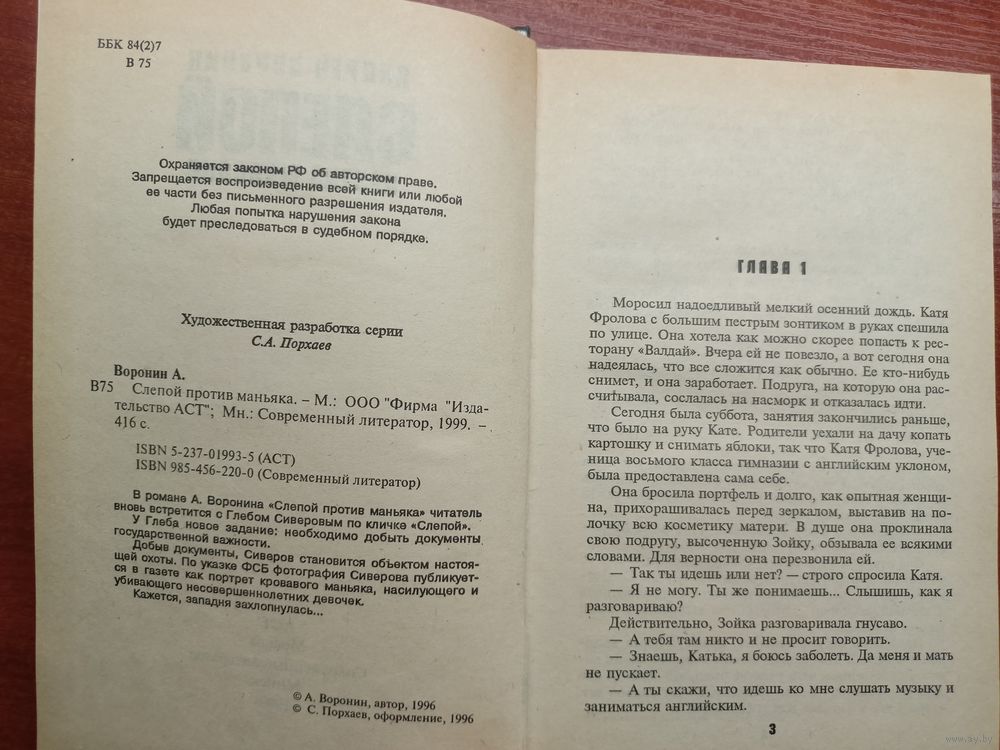 ББК 84(2)7
В 75
Охраняется законом РФ об авторском праве.
Запрещается воспроизведение всей книги или любой
ее части без письменного разрешения издателя.
Любая попытка нарушения закона
будет преследоваться в судебном порядке.
Художественная разработка серии
С.А. Порхаев
Воронин А.
В75 Слепой против маньяка. – М.: ООО "Фирма "Изда-
тельство АСТ"; Мн.: Современный литератор, 1999. –
416 с.
ISBN 5-237-01993-5 (АСТ)
ISBN 985-456-220-0 (Современный литератор)
В романе А. Воронина «Слепой против маньяка» читатель
вновь встретится с Глебом Сиверовым по кличке «Слепой».
У Глеба новое задание: необходимо добыть документы
государственной важности.
Добыв документы, Сиверов становится объектом настоя-
щей охоты. По указке ФСБ фотография Сиверова публикует-
ся в газете как портрет кровавого маньяка, насилующего и
убивающего несовершеннолетних девочек.
Кажется, западня захлопнулась...
© А. Воронин, автор, 1996
© С. Порхаев, оформление, 1996
ГЛАВА 1
Моросил надоедливый мелкий осенний дождь. Катя
Фролова с большим пестрым зонтиком в руках спешила
по улице. Она хотела как можно скорее попасть к рес-
торану «Валдай». Вчера ей не повезло, а вот сегодня она
надеялась, что все сложится как обычно. Ее кто-нибудь
снимет, и она заработает. Подруга, на которую она рас-
считывала, сослалась на насморк и отказалась идти.
Сегодня была суббота, занятия закончились раньше,
что было на руку Кате. Родители уехали на дачу копать
картошку и снимать яблоки, так что Катя Фролова, уче-
ница восьмого класса гимназии с английским уклоном,
была предоставлена сама себе.
Она бросила портфель и долго, как опытная женщи-
на, прихорашивалась перед зеркалом, выставив на по-
лочку всю косметику матери. В душе она проклинала
свою подругу, высоченную Зойку, обзывала ее всякими
словами. Для верности она перезвонила ей.
— Так ты идешь или нет? — строго спросила Катя.
— Я не могу. Ты же понимаешь... Слышишь, как я
разговариваю?
Действительно, Зойка разговаривала гнусаво.
— А тебя там никто и не просит говорить.
— Знаешь, Катька, я боюсь заболеть. Да меня и мать
не пускает.
— А ты скажи, что идешь ко мне слушать музыку и
заниматься английским.
3
www.ay.by